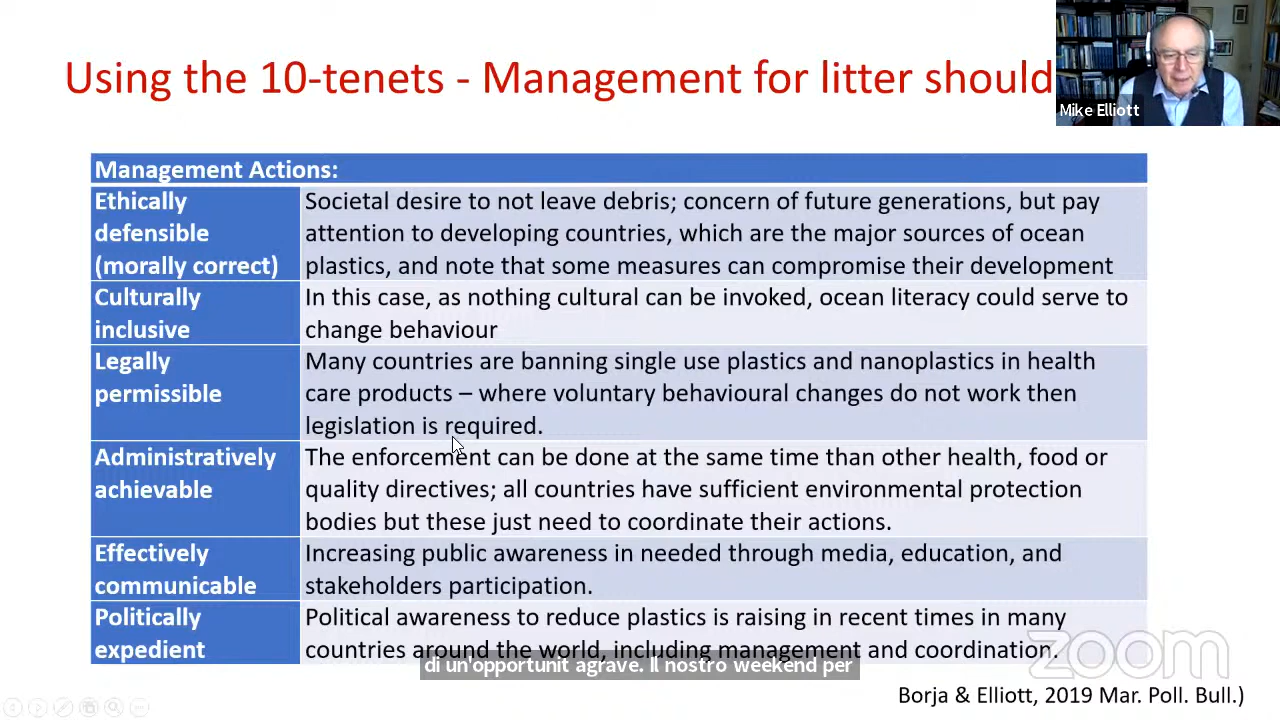 Using the 10-tenets - Management for litter should
Mike Elliott
Management Actions:
Ethically
defensible
(morally correct)
Societal desire to not leave debris; concern of future generations, but pay
attention to developing countries, which are the major sources of ocean
plastics, and note that some measures can compromise their development
Culturally
inclusive
In this case, as nothing cultural can be invoked, ocean literacy could serve to
change behaviour
Legally
permissible
Many countries are banning single use plastics and nanoplastics in health
care products – where voluntary behavioural changes do not work then
legislation is required.
Administratively
achievable
The enforcement can be done at the same time than other health, food or
quality directives; all countries have sufficient environmental protection
bodies but these just need to coordinate their actions.
Effectively
communicable
Increasing public awareness in needed through media, education, and
stakeholders participation.
Politically
expedient
Political awareness to reduce plastics is raising in recent times in many
countries around the world, including management and coordination.
di un'opportunit agrave. Il nostro weekend per
zoom
Borja & Elliott, 2019 Mar. Poll. Bull.)